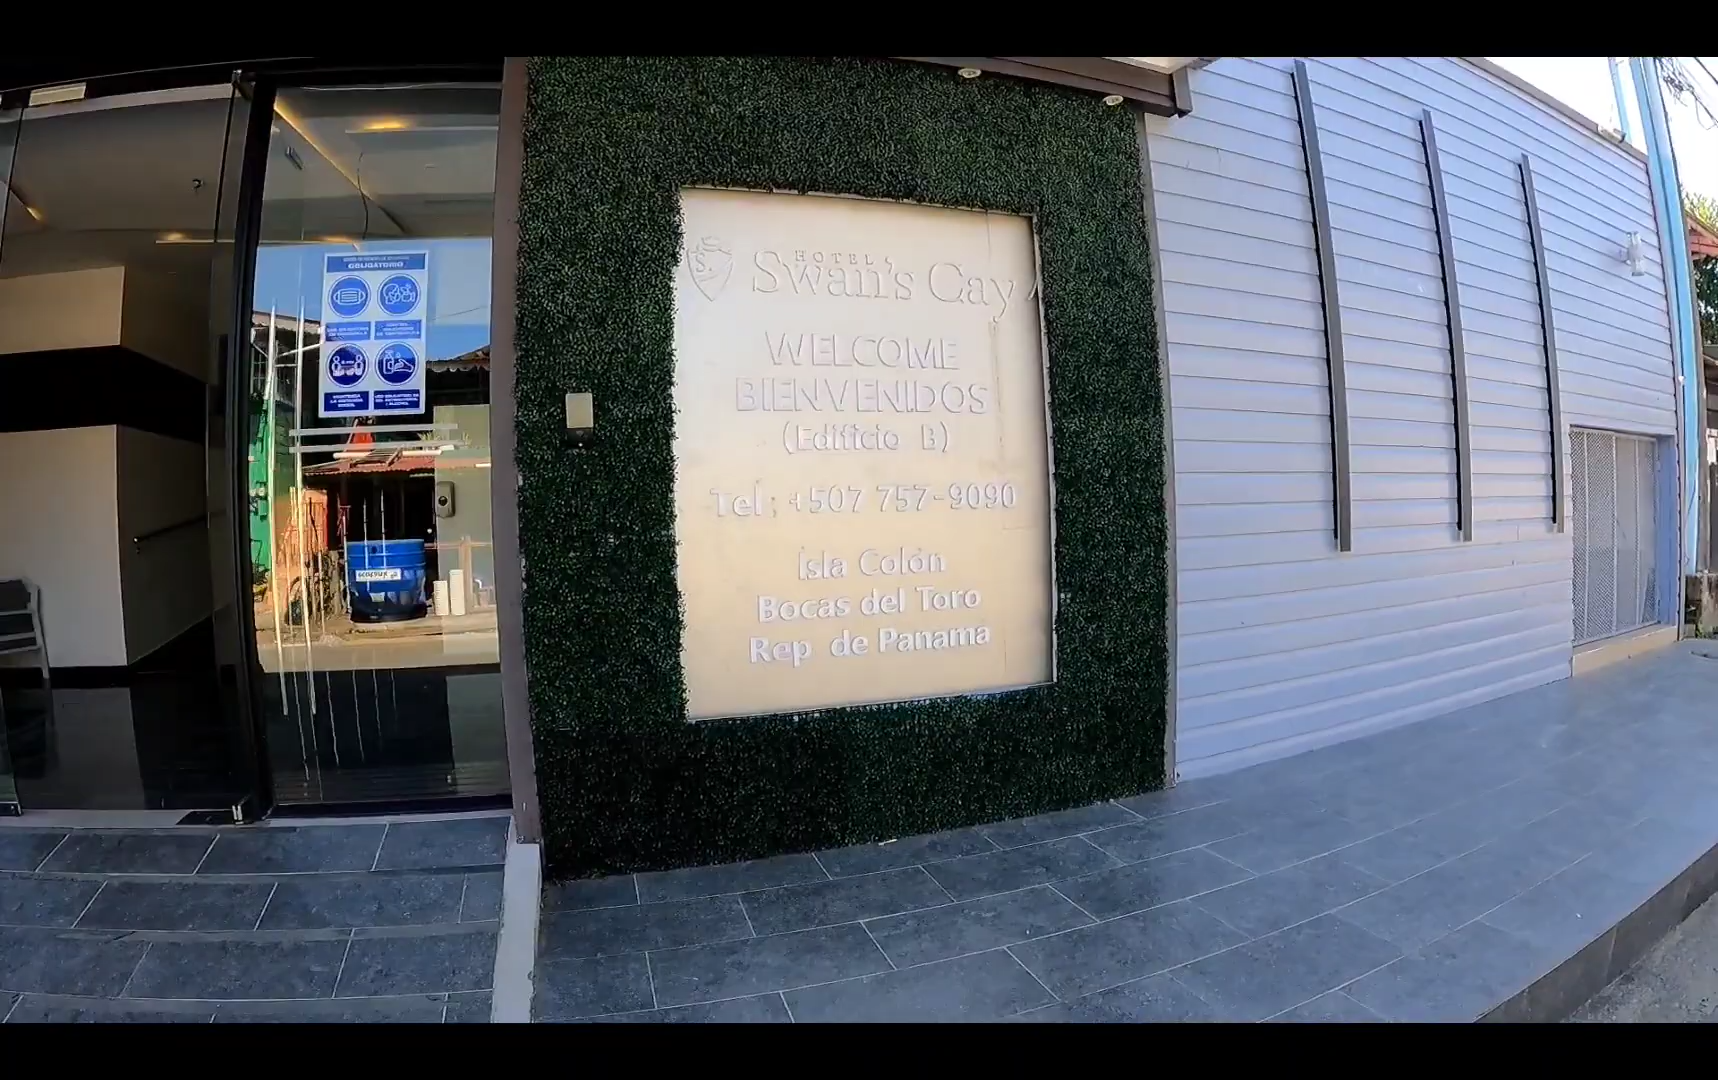 OBLIGATORIO
HOTEL
Swan's Cay
WELCOME
BIENVENIDOS
(Edificio B)
Tel: +507 757-9090
Isla Colón
Bocas del Toro
Rep de Panama